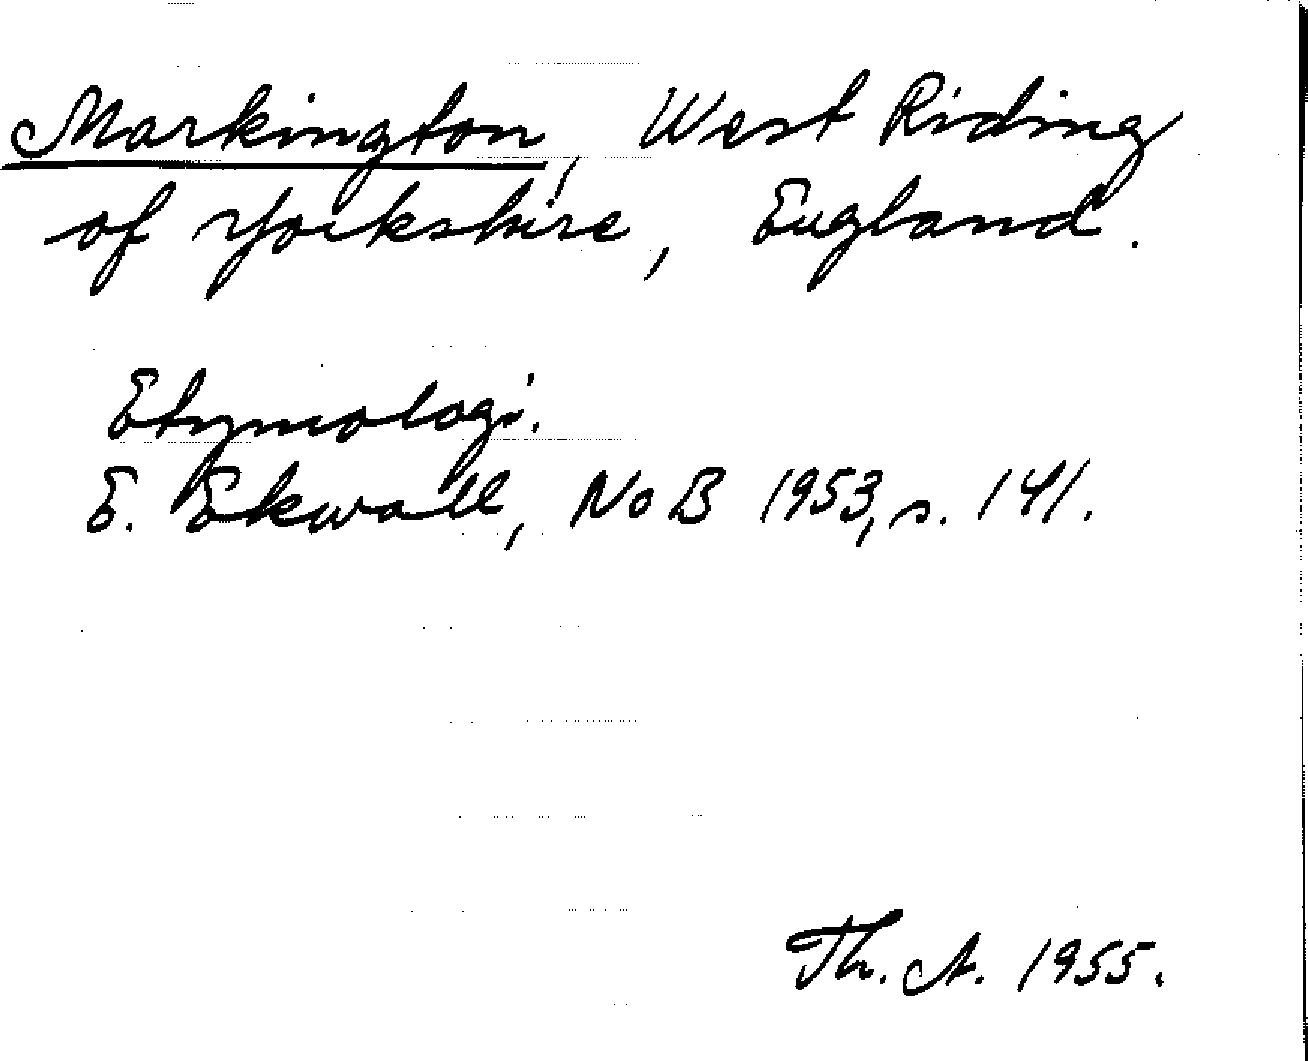 Markington, West Riding
of Yorkshire, England.
Etymologi.
E. Ekwall, NoB 1953, s. 141.
Th. A. 1955.